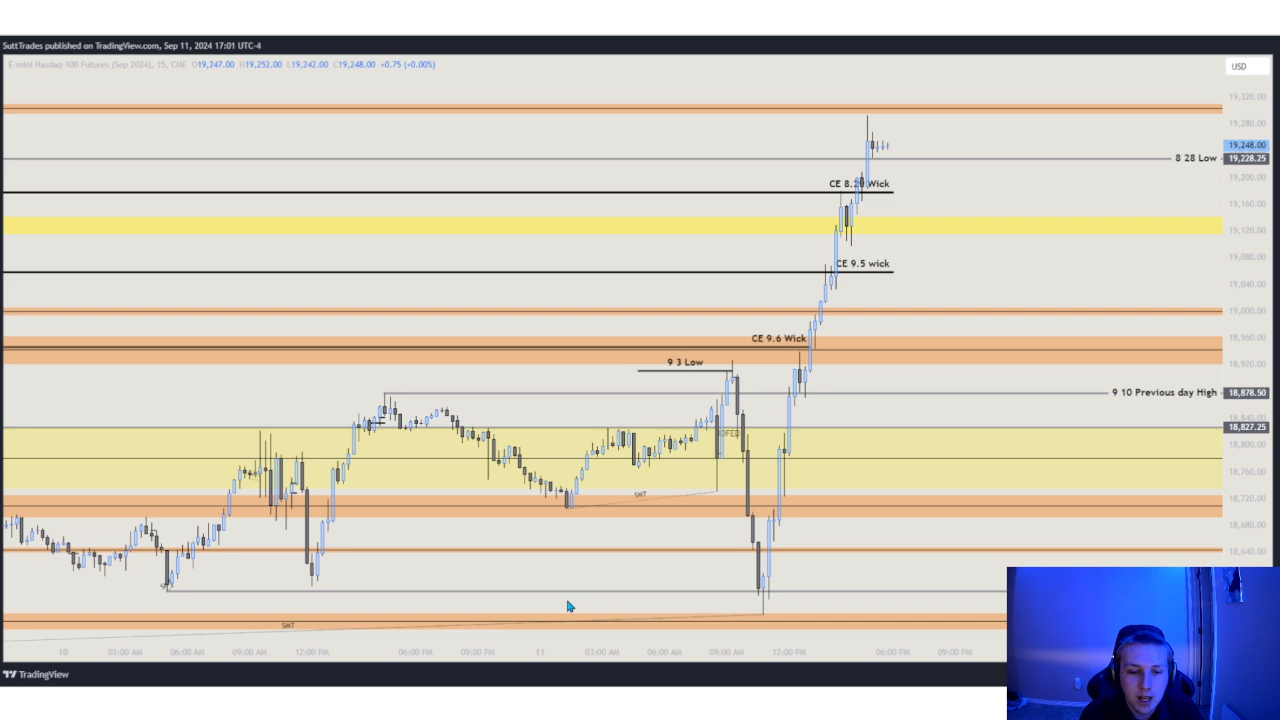 SuttTrades published on TradingView.com, Sep 11, 2024 17:01 UTC-4
E-mini Nasdaq-100 Futures (Sep 2024), 15, CME O19,247.00 H19,252.00 L19,242.00 C19,248.00 +0.75 (+0.00%)
USD
19,320.00
19,280.00
19,248.00
8 28 Low
19,228.25
19,200.00
CE 8.29 Wick
19,160.00
19,120.00
19,080.00
CE 9.5 wick
19,040.00
19,000.00
18,960.00
CE 9.6 Wick
9 3 Low
18,920.00
9 10 Previous day High
18,878.50
18,840.00
18,827.25
18,800.00
18,760.00
SMT
18,720.00
18,680.00
18,640.00
SMT
10 03:00 AM 06:00 AM 09:00 AM 12:00 PM 06:00 PM 09:00 PM 11 03:00 AM 06:00 AM 09:00 AM 12:00 PM 06:00 PM 09:00 PM
TradingView